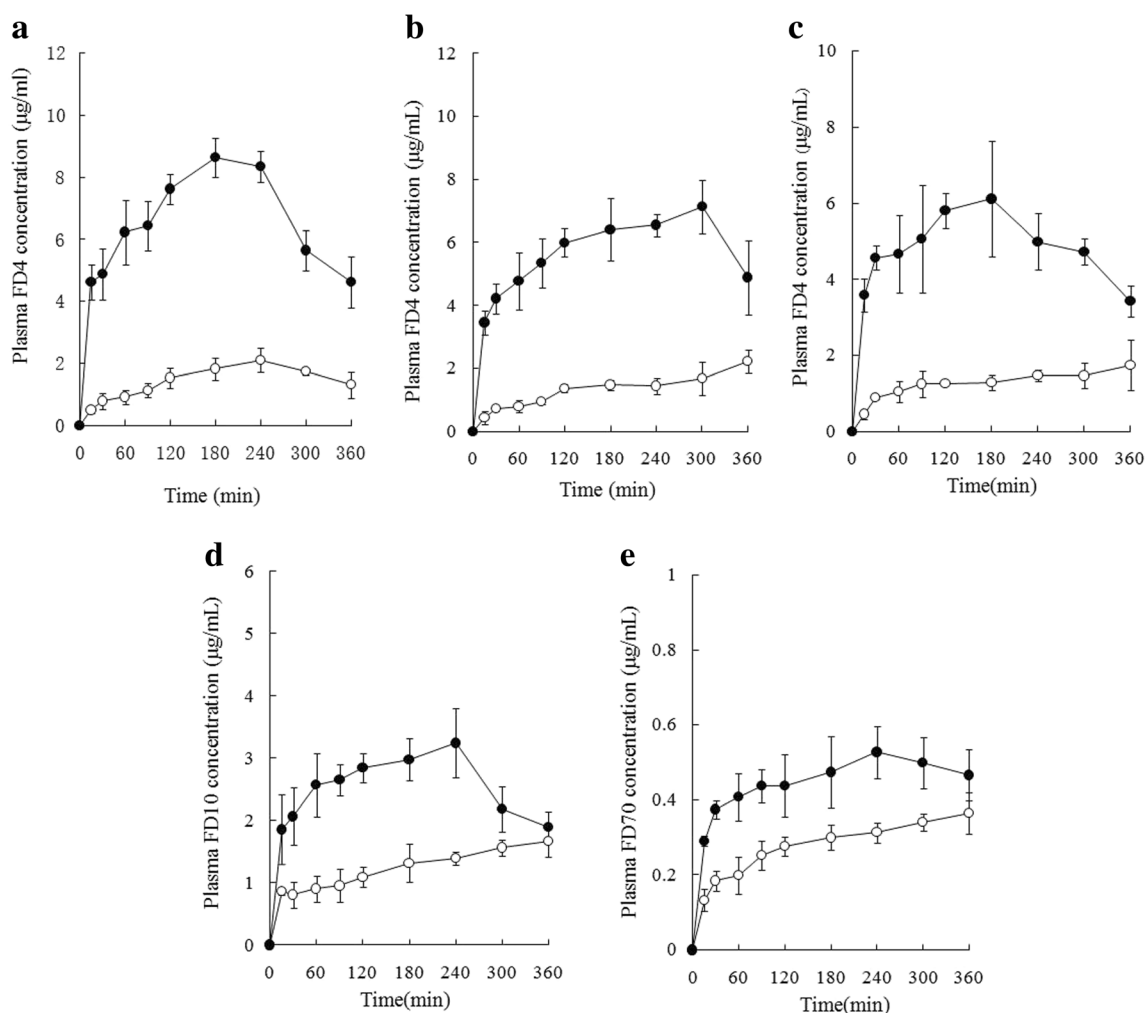 a
Plasma FD4 concentration (μg/ml)
12
10
8
6
4
2
0
0 60 120 180 240 300 360
Time (min)
b
Plasma FD4 concentration (μg/mL)
12
10
8
6
4
2
0
0 60 120 180 240 300 360
Time (min)
c
Plasma FD4 concentration (μg/mL)
10
8
6
4
2
0
0 60 120 180 240 300 360
Time(min)
d
Plasma FD10 concentration (μg/mL)
6
5
4
3
2
1
0
0 60 120 180 240 300 360
Time(min)
e
Plasma FD70 concentration (μg/mL)
1
0.8
0.6
0.4
0.2
0
0 60 120 180 240 300 360
Time(min)